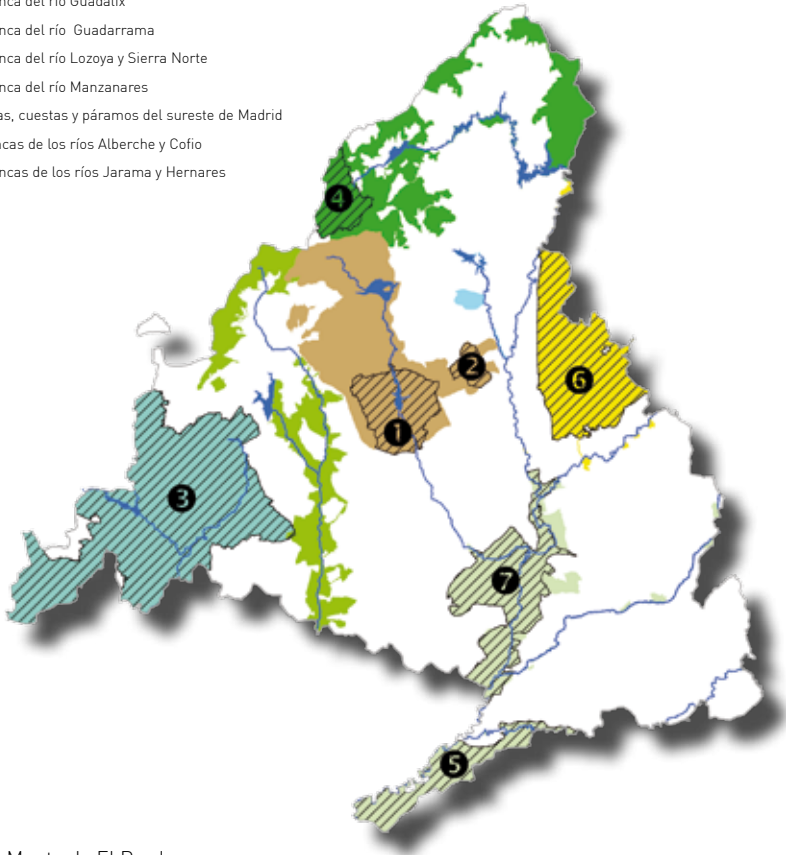 nca del río Guadalix
nca del río Guadarrama
nca del río Lozoya y Sierra Norte
nca del río Manzanares
as, cuestas y páramos del sureste de Madrid
ncas de los ríos Alberche y Cofio
ncas de los ríos Jarama y Hernares
4
2
6
1
3
7
5